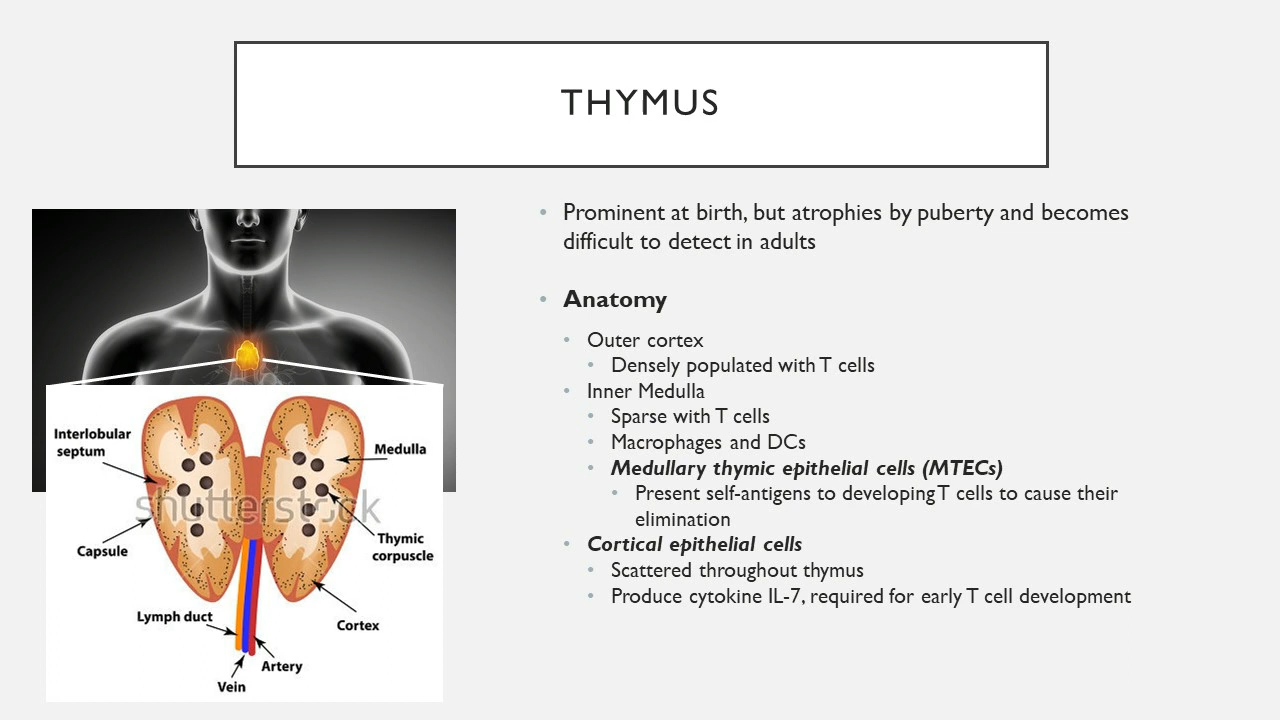 THYMUS
• Prominent at birth, but atrophies by puberty and becomes
difficult to detect in adults
• Anatomy
• Outer cortex
• Densely populated with T cells
• Inner Medulla
• Sparse with T cells
• Macrophages and DCs
• Medullary thymic epithelial cells (MTECs)
• Present self-antigens to developing T cells to cause their
elimination
• Cortical epithelial cells
• Scattered throughout thymus
• Produce cytokine IL-7, required for early T cell development
Interlobular
septum
Medulla
shutterstock
Capsule
Thymic
corpuscle
Lymph duct
Cortex
Artery
Vein